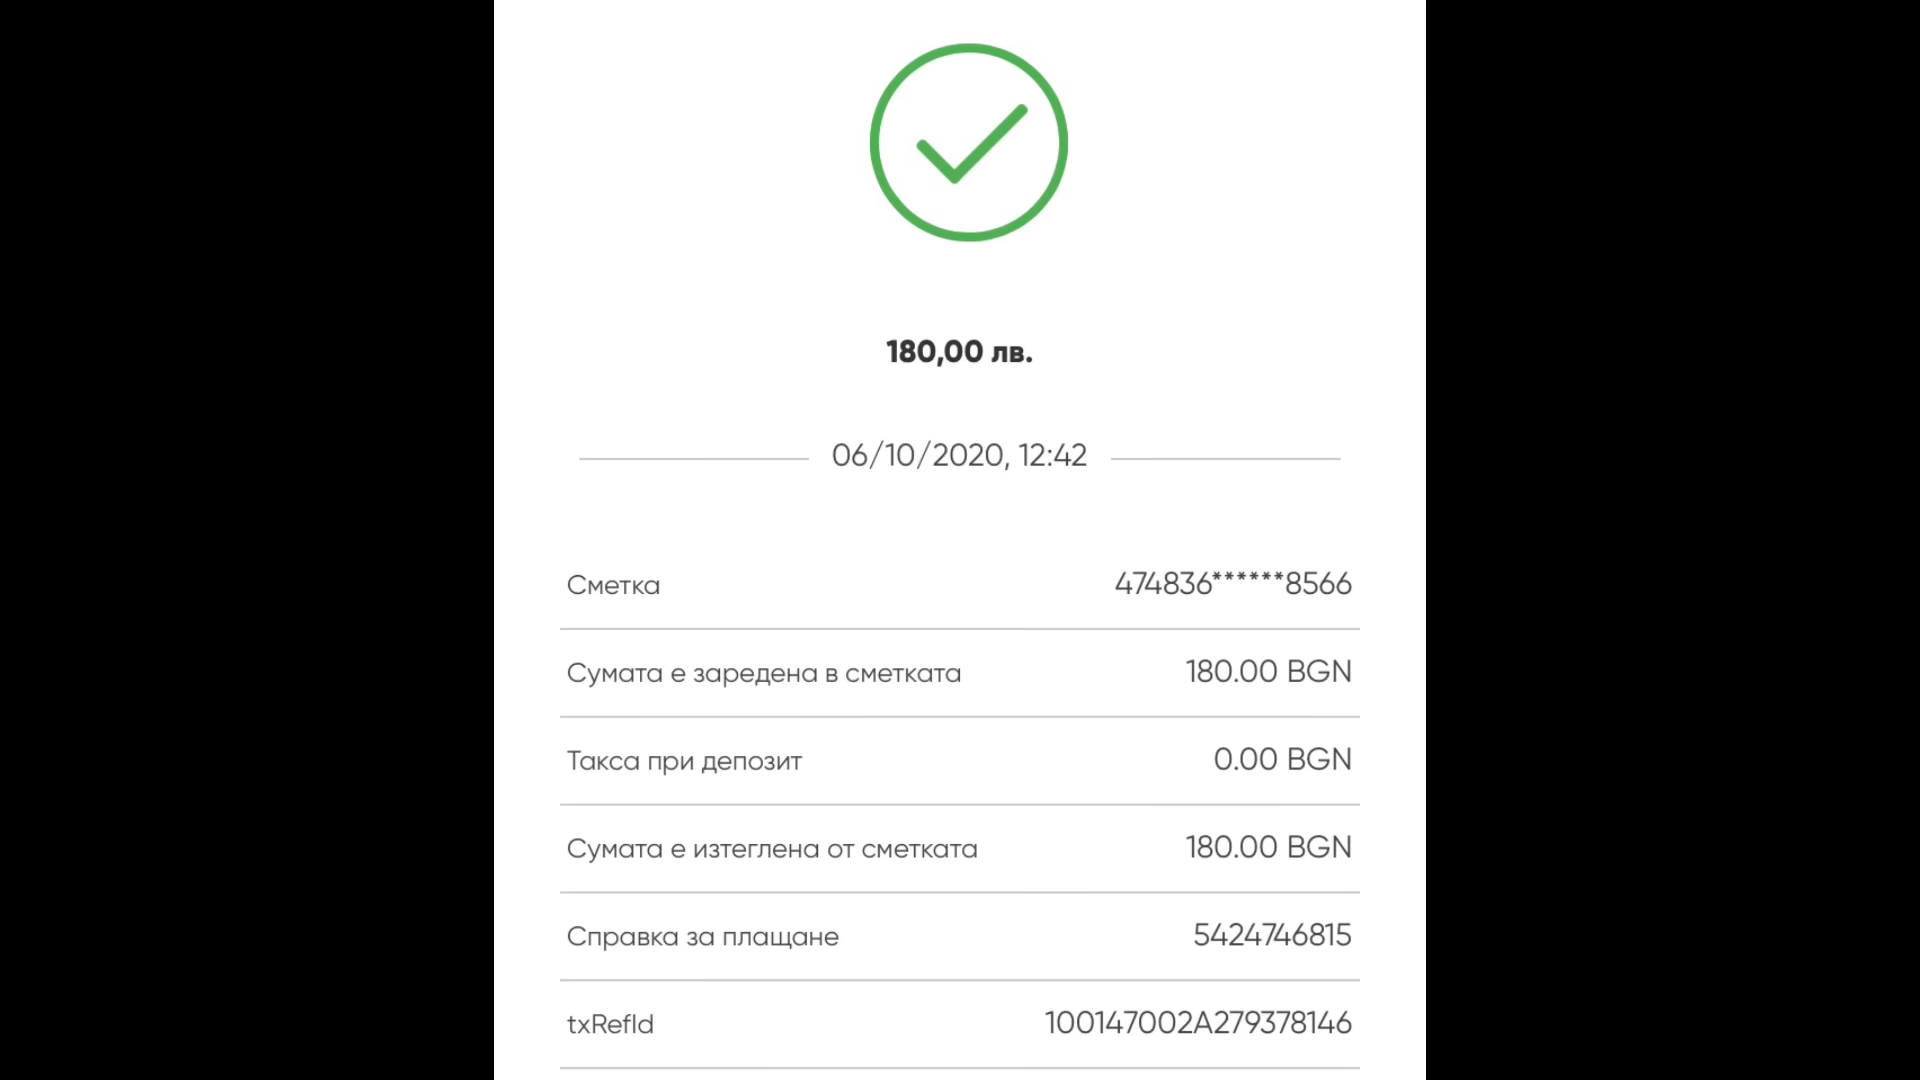 180,00 лв.
06/10/2020, 12:42
Сметка 474836******8566
Сумата е заредена в сметката 180.00 BGN
Такса при депозит 0.00 BGN
Сумата е изтеглена от сметката 180.00 BGN
Справка за плащане 5424746815
txRefId 100147002A279378146